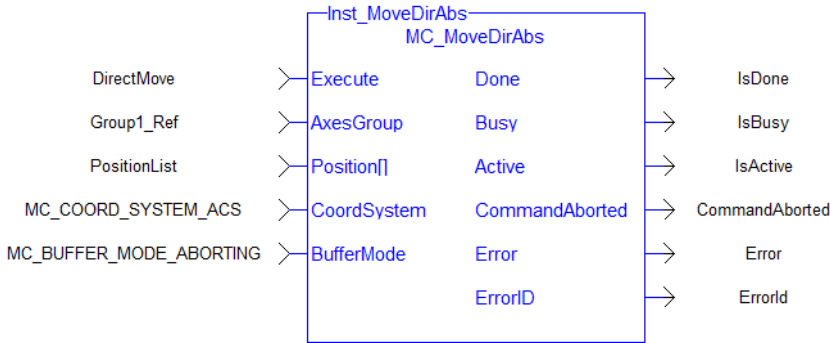 Inst_MoveDirAbs
MC_MoveDirAbs
DirectMove Execute Done IsDone
Group1_Ref AxesGroup Busy IsBusy
PositionList Position[] Active IsActive
MC_COORD_SYSTEM_ACS CoordSystem CommandAborted CommandAborted
MC_BUFFER_MODE_ABORTING BufferMode Error Error
ErrorID ErrorId